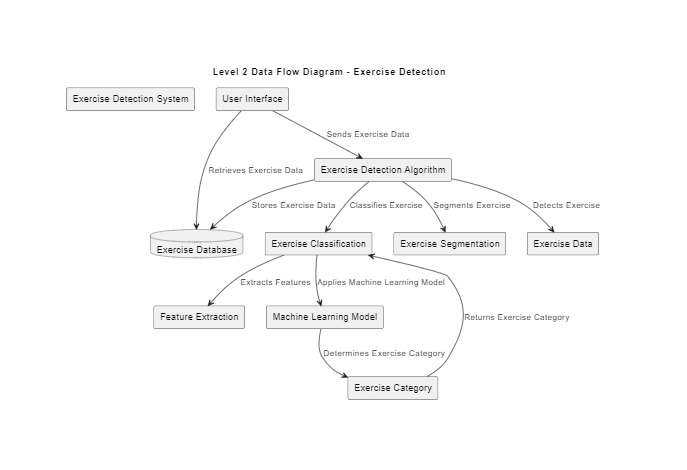 Level 2 Data Flow Diagram - Exercise Detection
Exercise Detection System
User Interface
Sends Exercise Data
Retrieves Exercise Data
Exercise Detection Algorithm
Stores Exercise Data
Classifies Exercise
Segments Exercise
Detects Exercise
Exercise Database
Exercise Classification
Exercise Segmentation
Exercise Data
Extracts Features
Applies Machine Learning Model
Feature Extraction
Machine Learning Model
Returns Exercise Category
Determines Exercise Category
Exercise Category